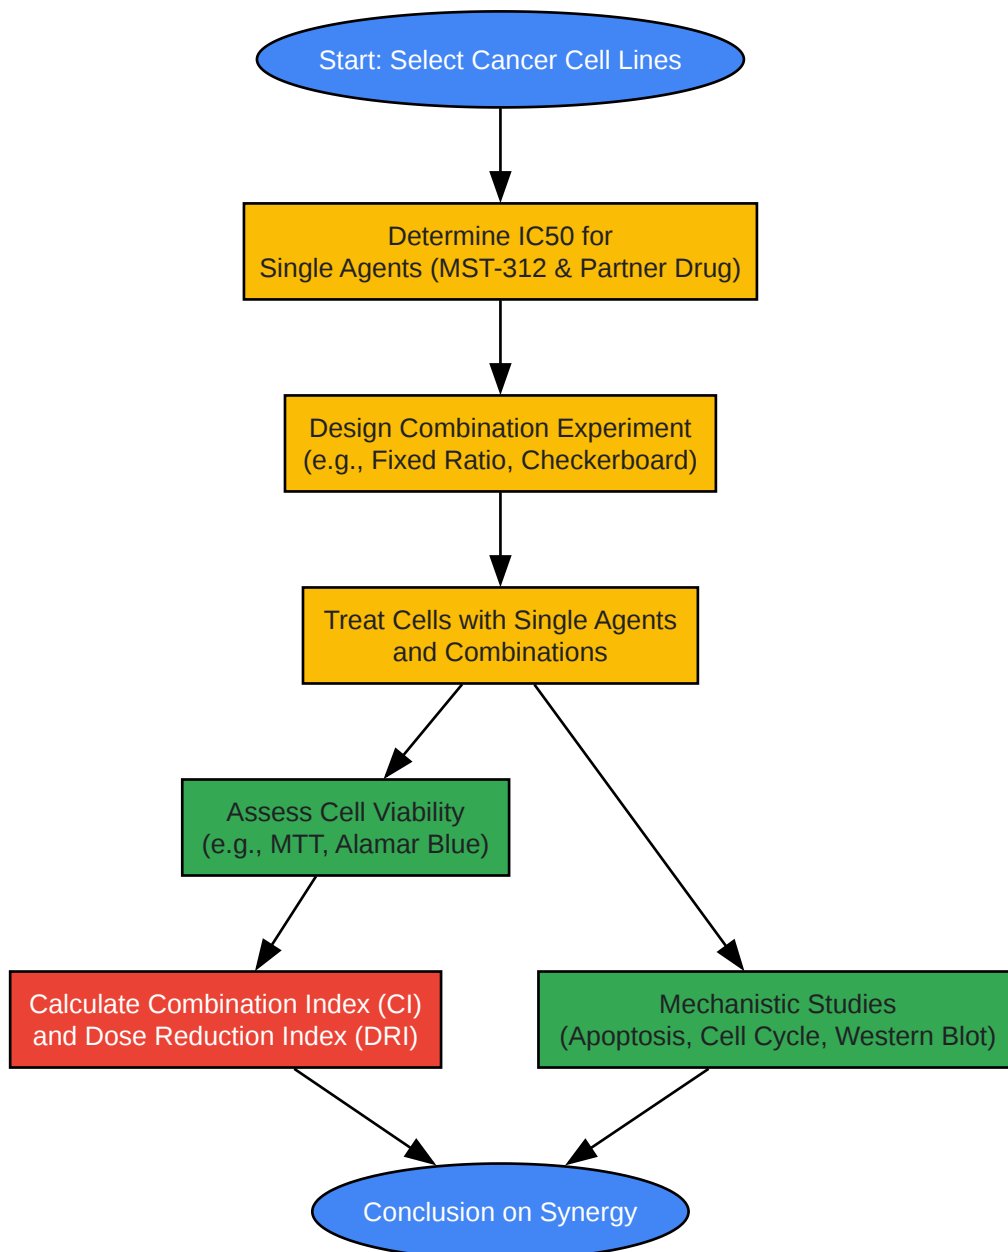 Start: Select Cancer Cell Lines
Determine IC50 for
Single Agents (MST-312 & Partner Drug)
Design Combination Experiment
(e.g., Fixed Ratio, Checkerboard)
Treat Cells with Single Agents
and Combinations
Assess Cell Viability
(e.g., MTT, Alamar Blue)
Calculate Combination Index (CI)
and Dose Reduction Index (DRI)
Mechanistic Studies
(Apoptosis, Cell Cycle, Western Blot)
Conclusion on Synergy